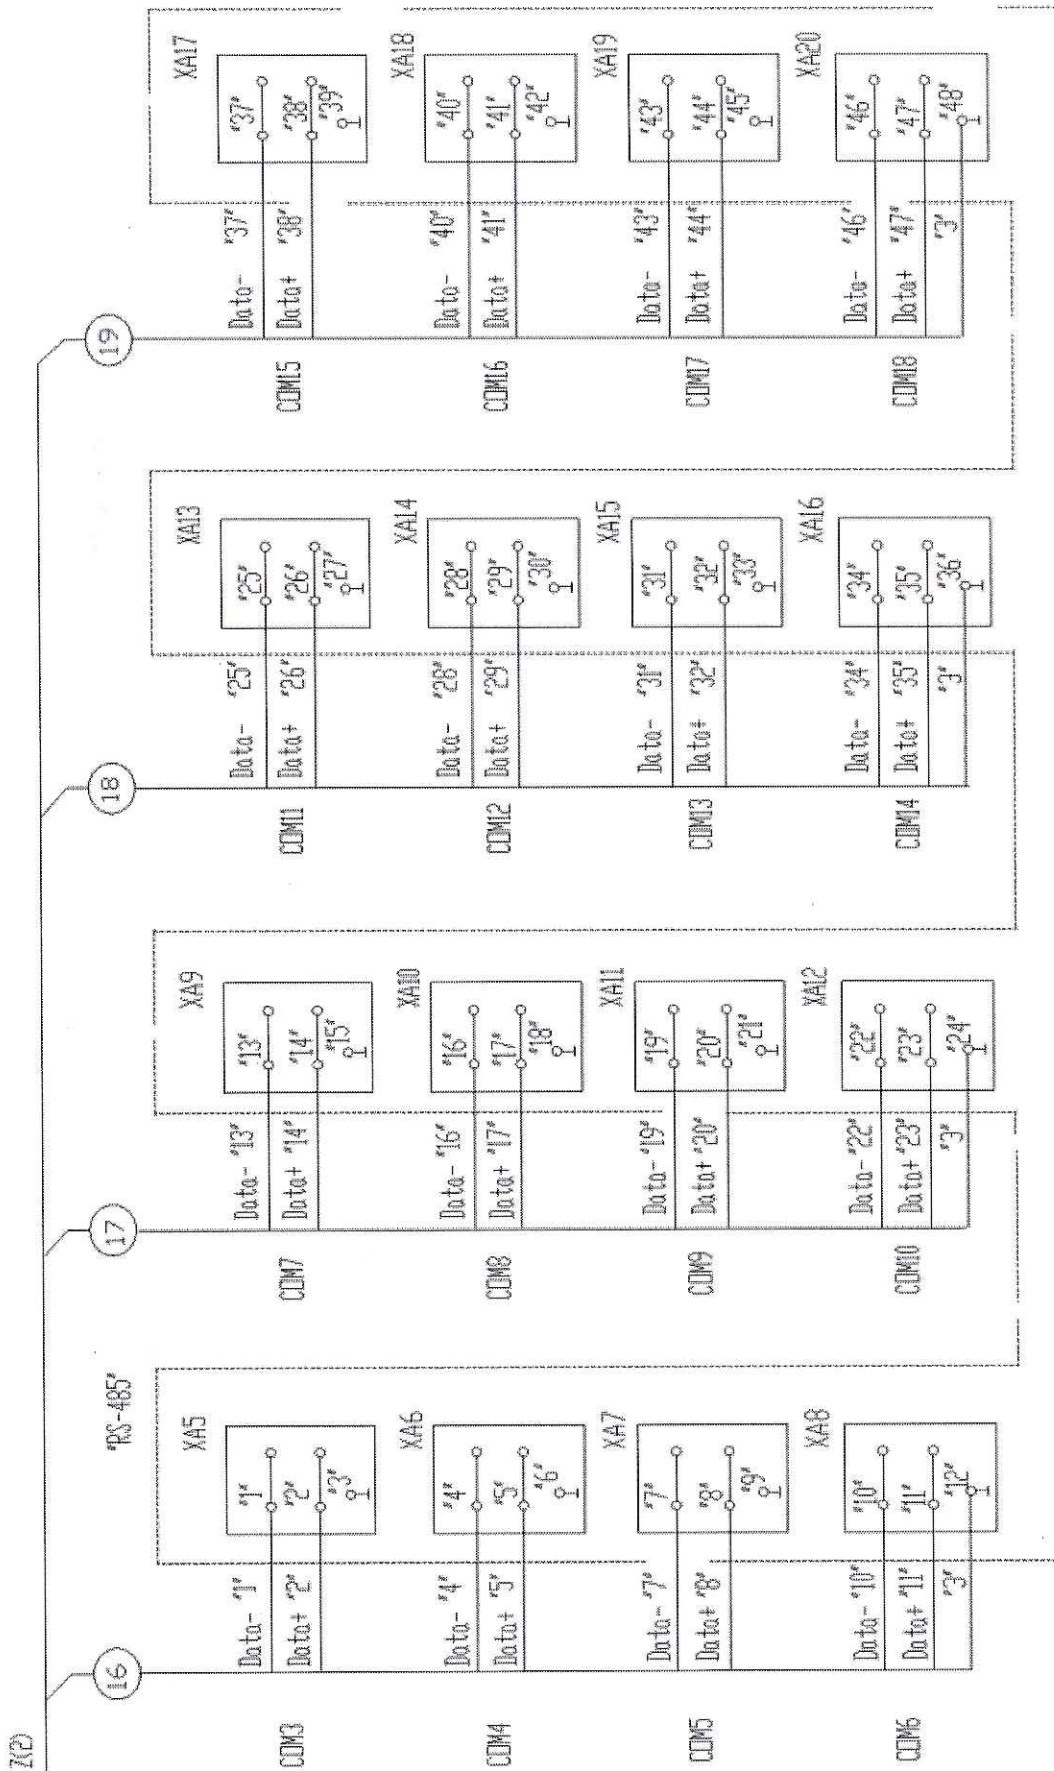 Z(2)
"RS-485"
16
COM3
Data- "1"
Data+ "2"
XA5
"1"
"2"
"3"
COM4
Data- "4"
Data+ "5"
XA6
"4"
"5"
"6"
COM5
Data- "7"
Data+ "8"
XA7
"7"
"8"
"9"
COM6
Data- "10"
Data+ "11"
"3"
XA8
"10"
"11"
"12"
17
COM7
Data- "13"
Data+ "14"
XA9
"13"
"14"
"15"
COM8
Data- "16"
Data+ "17"
XA10
"16"
"17"
"18"
COM9
Data- "19"
Data+ "20"
XA11
"19"
"20"
"21"
COM10
Data- "22"
Data+ "23"
"3"
XA12
"22"
"23"
"24"
18
COM11
Data- "25"
Data+ "26"
XA13
"25"
"26"
"27"
COM12
Data- "28"
Data+ "29"
XA14
"28"
"29"
"30"
COM13
Data- "31"
Data+ "32"
XA15
"31"
"32"
"33"
COM14
Data- "34"
Data+ "35"
"3"
XA16
"34"
"35"
"36"
19
COM15
Data- "37"
Data+ "38"
XA17
"37"
"38"
"39"
COM16
Data- "40"
Data+ "41"
XA18
"40"
"41"
"42"
COM17
Data- "43"
Data+ "44"
XA19
"43"
"44"
"45"
COM18
Data- "46"
Data+ "47"
"3"
XA20
"46"
"47"
"48"